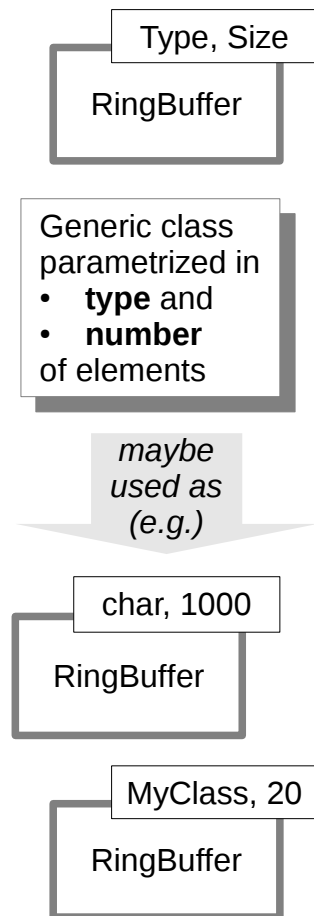 Type, Size
RingBuffer
Generic class
parametrized in
• type and
• number
of elements
maybe
used as
(e.g.)
char, 1000
RingBuffer
MyClass, 20
RingBuffer